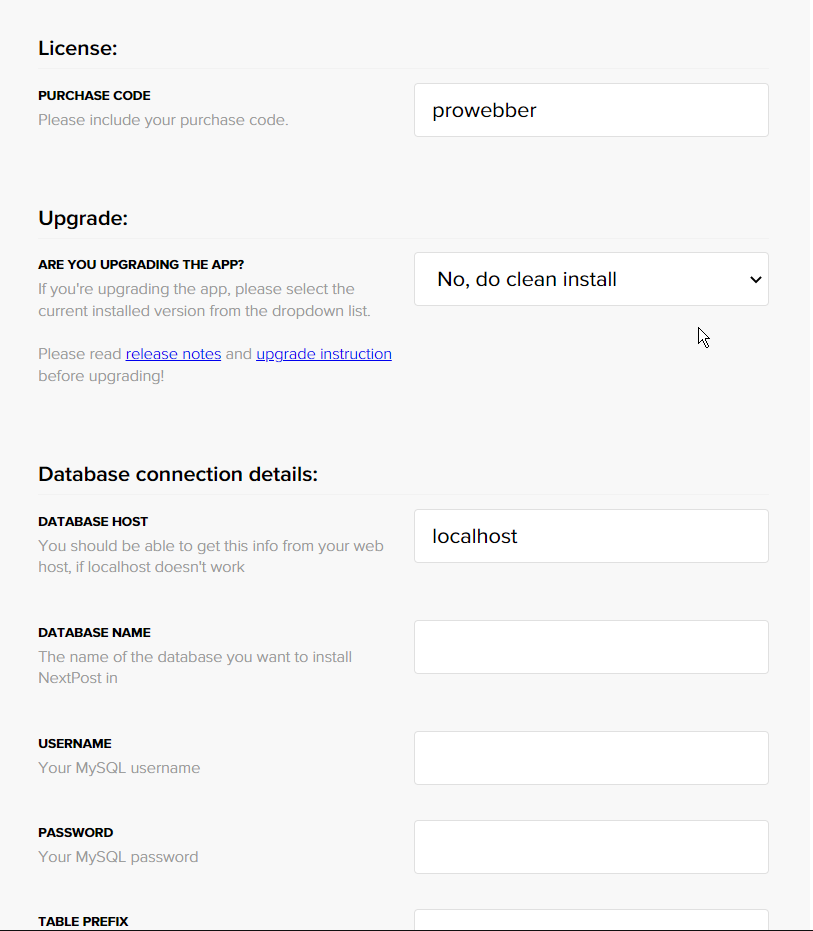 License:
PURCHASE CODE
Please include your purchase code.
prowebber
Upgrade:
ARE YOU UPGRADING THE APP?
If you're upgrading the app, please select the
current installed version from the dropdown list.
Please read release notes and upgrade instruction
before upgrading!
No, do clean install
Database connection details:
DATABASE HOST
You should be able to get this info from your web
host, if localhost doesn't work
localhost
DATABASE NAME
The name of the database you want to install
NextPost in
USERNAME
Your MySQL username
PASSWORD
Your MySQL password
TABLE PREFIX